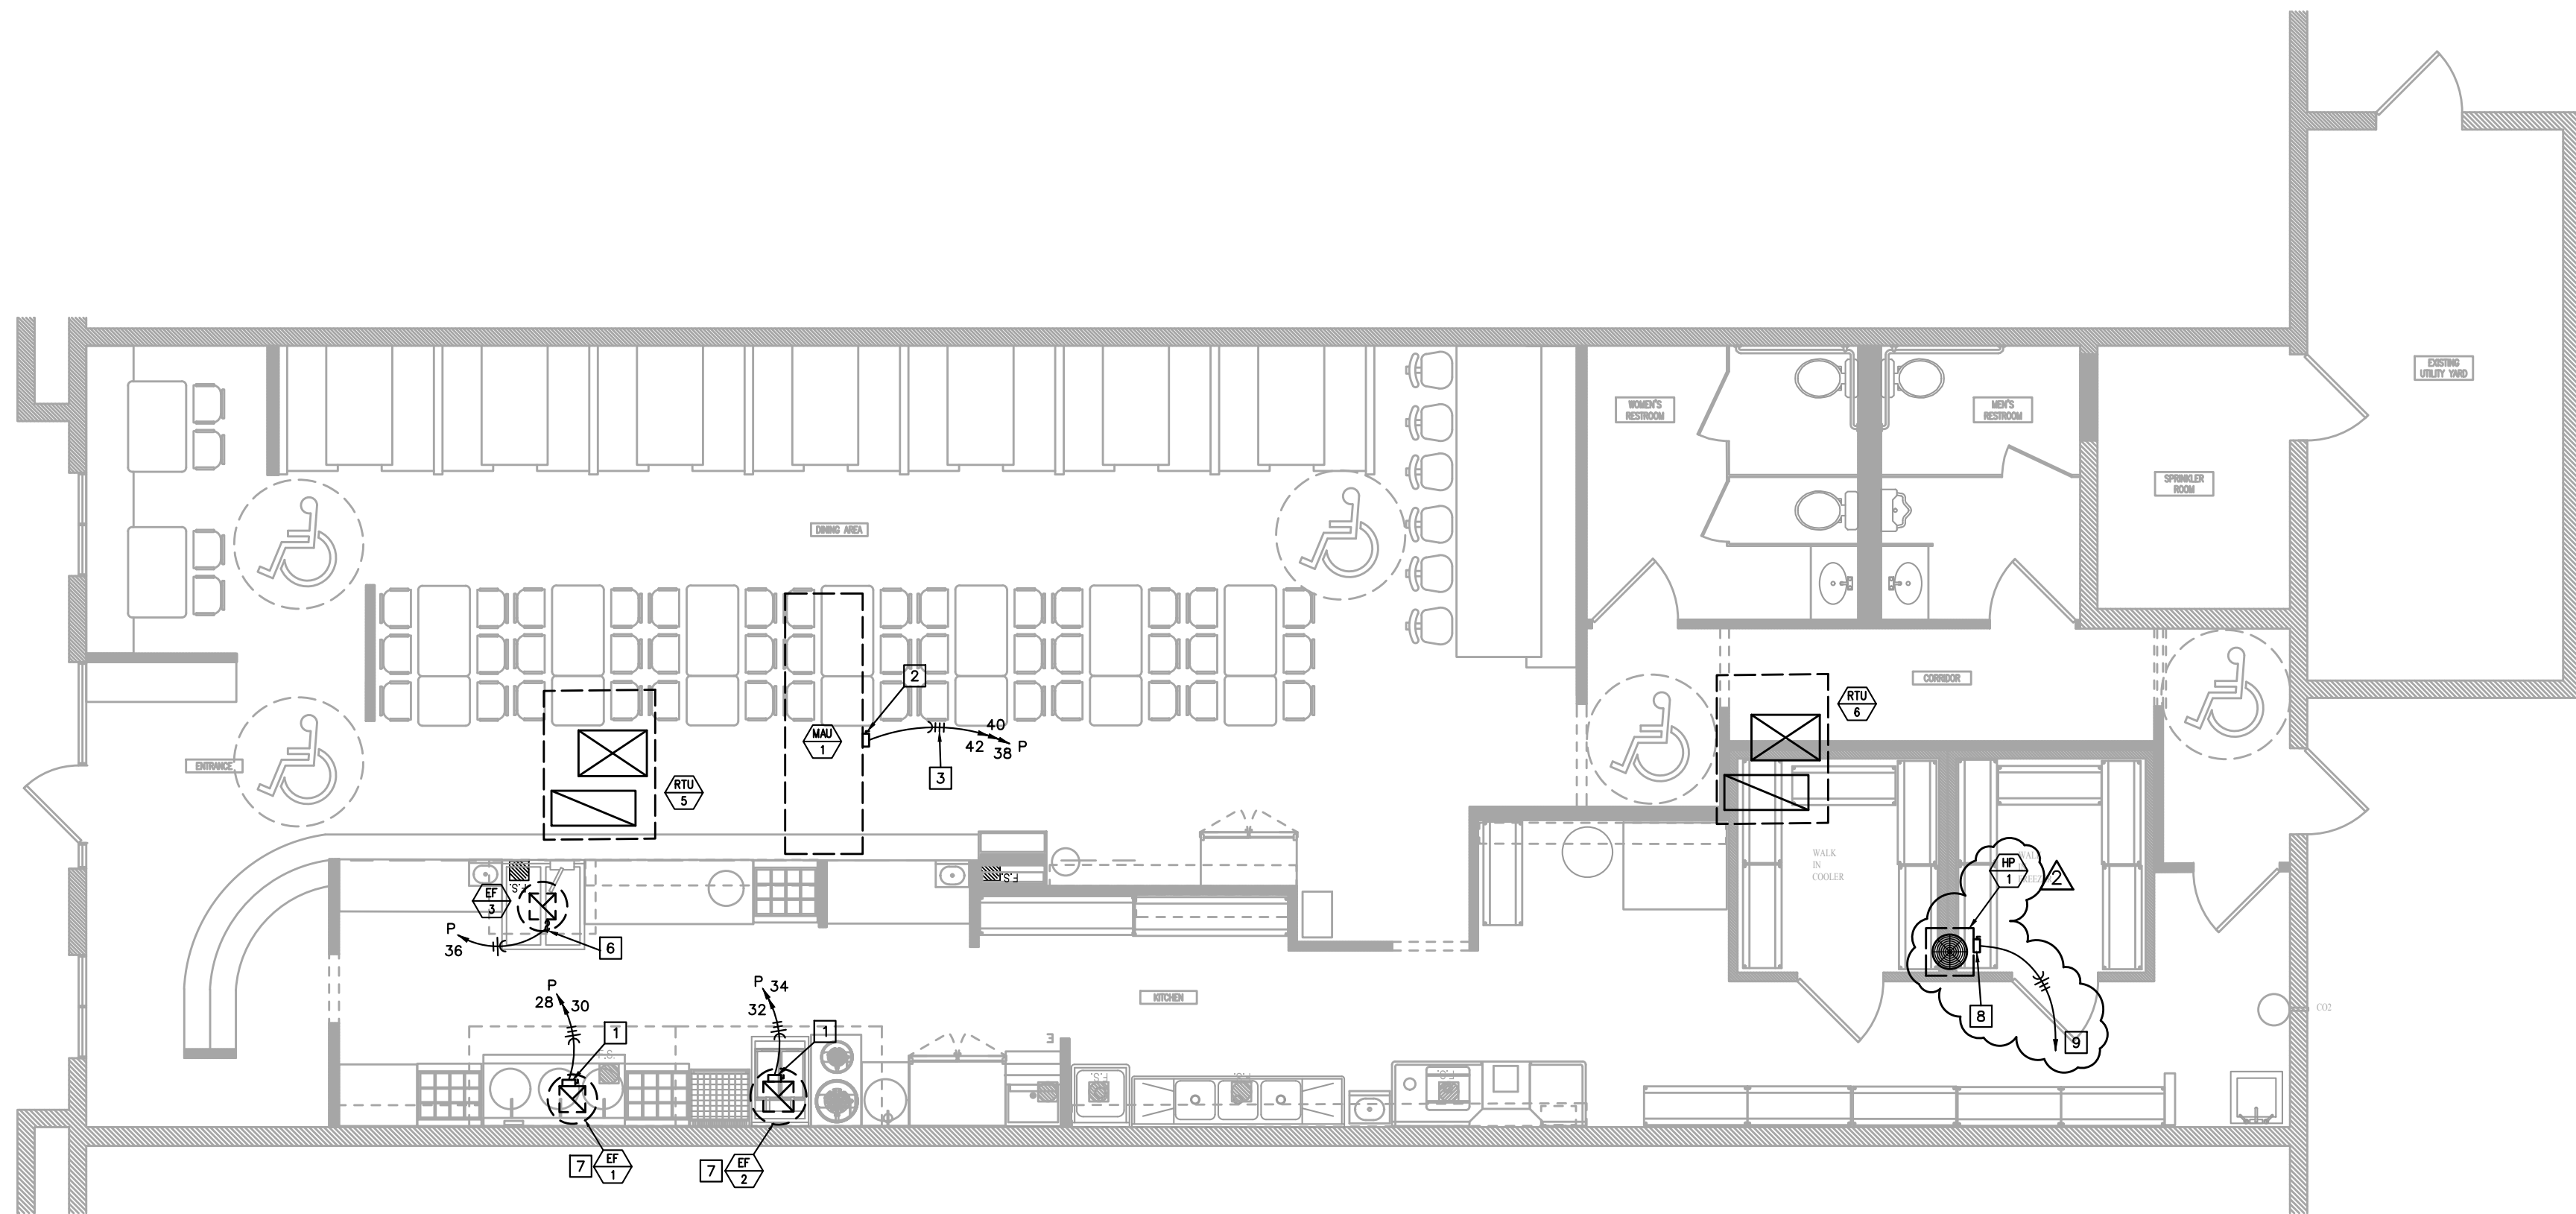 EXISTING
UTILITY YARD
WOMEN'S
RESTROOM
MEN'S
RESTROOM
SPRINKLER
ROOM
DINING AREA
CORRIDOR
ENTRANCE
2
MAU
1
40
42
38
P
3
RTU
5
RTU
6
WALK
IN
COOLER
HP
1
2
EF
3
F.S.
F.S.
P
36
6
KITCHEN
8
9
CO2
P
28
30
1
P
34
32
1
F.S.
E
F.S.
F.S.
F.S.
7
EF
1
7
EF
2